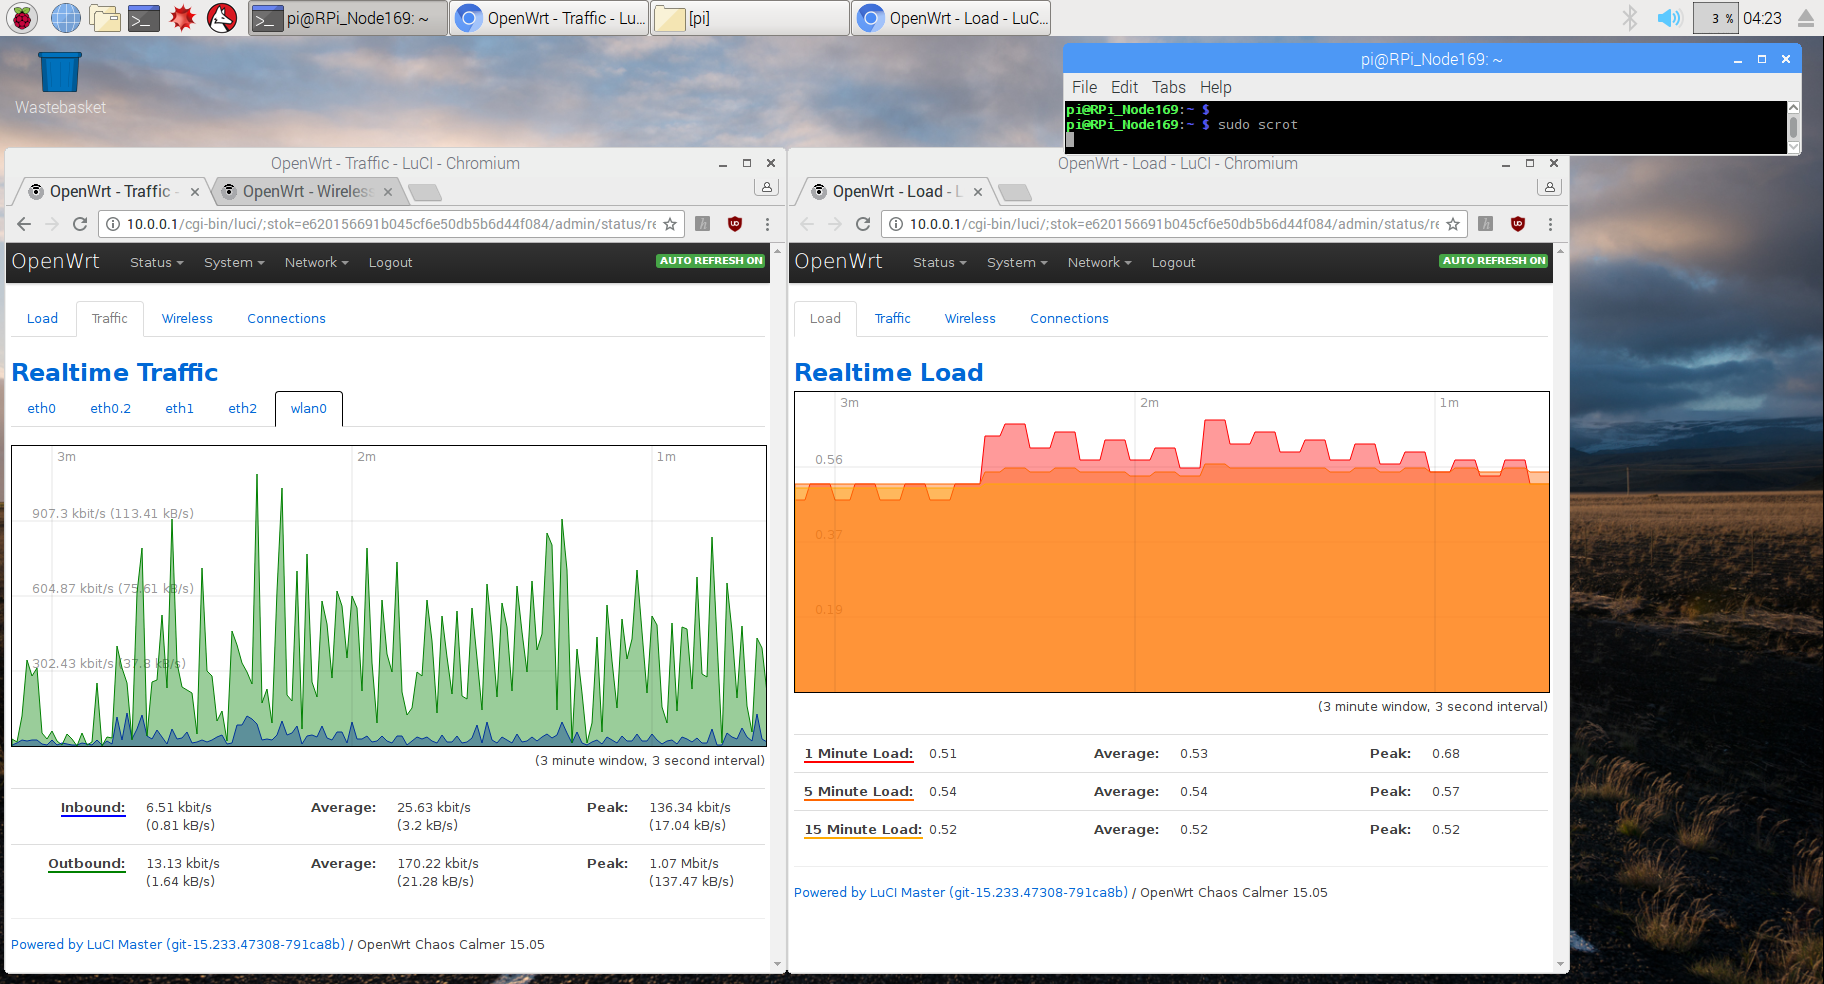 pi@RPi_Node169: ~
OpenWrt - Traffic - Lu...
[pi]
OpenWrt - Load - LuC...
3 %
04:23
Wastebasket
pi@RPi_Node169: ~
File Edit Tabs Help
pi@RPi_Node169:~ $
pi@RPi_Node169:~ $ sudo scrot
OpenWrt - Traffic - LuCI - Chromium
OpenWrt - Traffic -
OpenWrt - Wireless
10.0.0.1/cgi-bin/luci/;stok=e620156691b045cf6e50db5b6d44f084/admin/status/re
OpenWrt Status System Network Logout AUTO REFRESH ON
Load Traffic Wireless Connections
Realtime Traffic
eth0 eth0.2 eth1 eth2 wlan0
3m 2m 1m
907.3 kbit/s (113.41 kB/s)
604.87 kbit/s (75.61 kB/s)
302.43 kbit/s (37.8 kB/s)
(3 minute window, 3 second interval)
Inbound: 6.51 kbit/s Average: 25.63 kbit/s Peak: 136.34 kbit/s
(0.81 kB/s) (3.2 kB/s) (17.04 kB/s)
Outbound: 13.13 kbit/s Average: 170.22 kbit/s Peak: 1.07 Mbit/s
(1.64 kB/s) (21.28 kB/s) (137.47 kB/s)
Powered by LuCI Master (git-15.233.47308-791ca8b) / OpenWrt Chaos Calmer 15.05
OpenWrt - Load - LuCI - Chromium
OpenWrt - Load - L
10.0.0.1/cgi-bin/luci/;stok=e620156691b045cf6e50db5b6d44f084/admin/status/re
OpenWrt Status System Network Logout AUTO REFRESH ON
Load Traffic Wireless Connections
Realtime Load
3m 2m 1m
0.56
0.37
0.19
(3 minute window, 3 second interval)
1 Minute Load: 0.51 Average: 0.53 Peak: 0.68
5 Minute Load: 0.54 Average: 0.54 Peak: 0.57
15 Minute Load: 0.52 Average: 0.52 Peak: 0.52
Powered by LuCI Master (git-15.233.47308-791ca8b) / OpenWrt Chaos Calmer 15.05